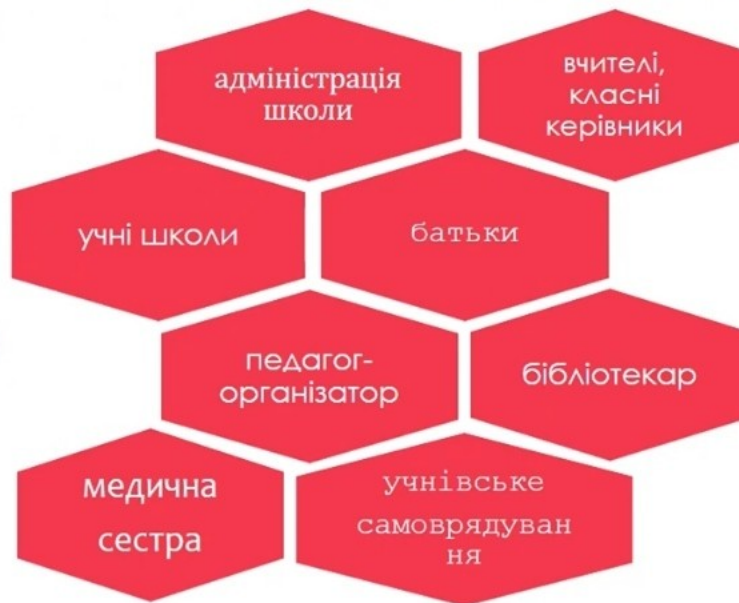 адміністрація
школи
вчителі,
класні
керівники
учні школи
батьки
педагог-
організатор
бібліотекар
медична
сестра
учнівське
самоврядуван
ня